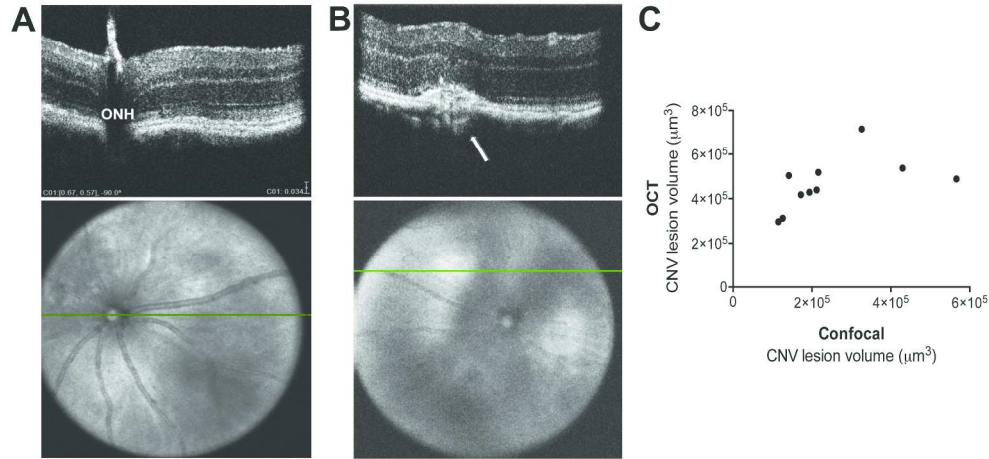 A
B
C
ONH
C01:[0.67, 0.57], -90.0°
C01: 0.034
OCT
CNV lesion volume (μm³)
8×10⁵
6×10⁵
4×10⁵
2×10⁵
0
0
2×10⁵
4×10⁵
6×10⁵
Confocal
CNV lesion volume (μm³)